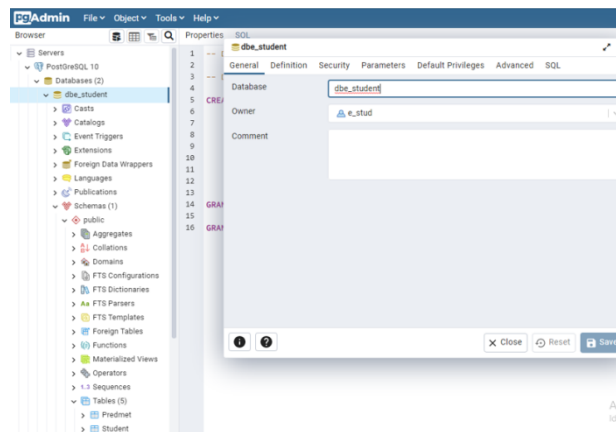 pgAdmin File Object Tools Help
Browser Properties SQL
Servers
PostGreSQL 10
Databases (2)
dbe_student
Casts
Catalogs
Event Triggers
Extensions
Foreign Data Wrappers
Languages
Publications
Schemas (1)
public
Aggregates
Collations
Domains
FTS Configurations
FTS Dictionaries
FTS Parsers
FTS Templates
Foreign Tables
Functions
Materialized Views
Operators
1..3 Sequences
Tables (5)
Predmet
Student
1 --
2
3 --
4
5 CREA
6
7
8
9
10
11
12
13
14 GRAN
15
16 GRAN
dbe_student
General Definition Security Parameters Default Privileges Advanced SQL
Database dbe_student
Owner e_stud
Comment
Close Reset Save